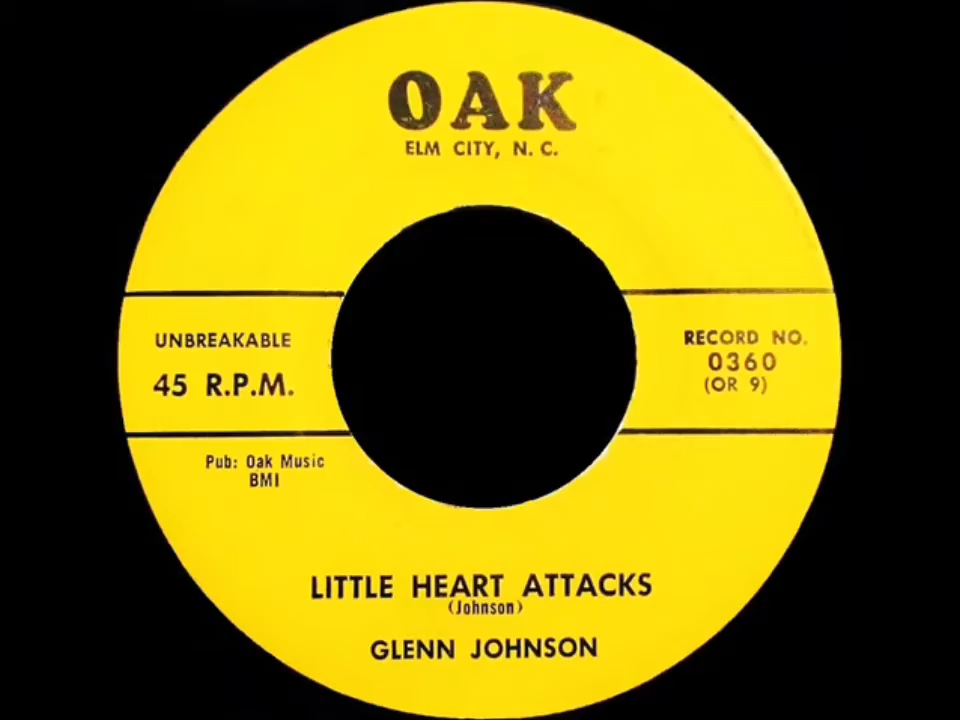 OAK
ELM CITY, N. C.
UNBREAKABLE
45 R.P.M.
RECORD NO.
0360
(OR 9)
Pub: Oak Music
BMI
LITTLE HEART ATTACKS
(Johnson)
GLENN JOHNSON